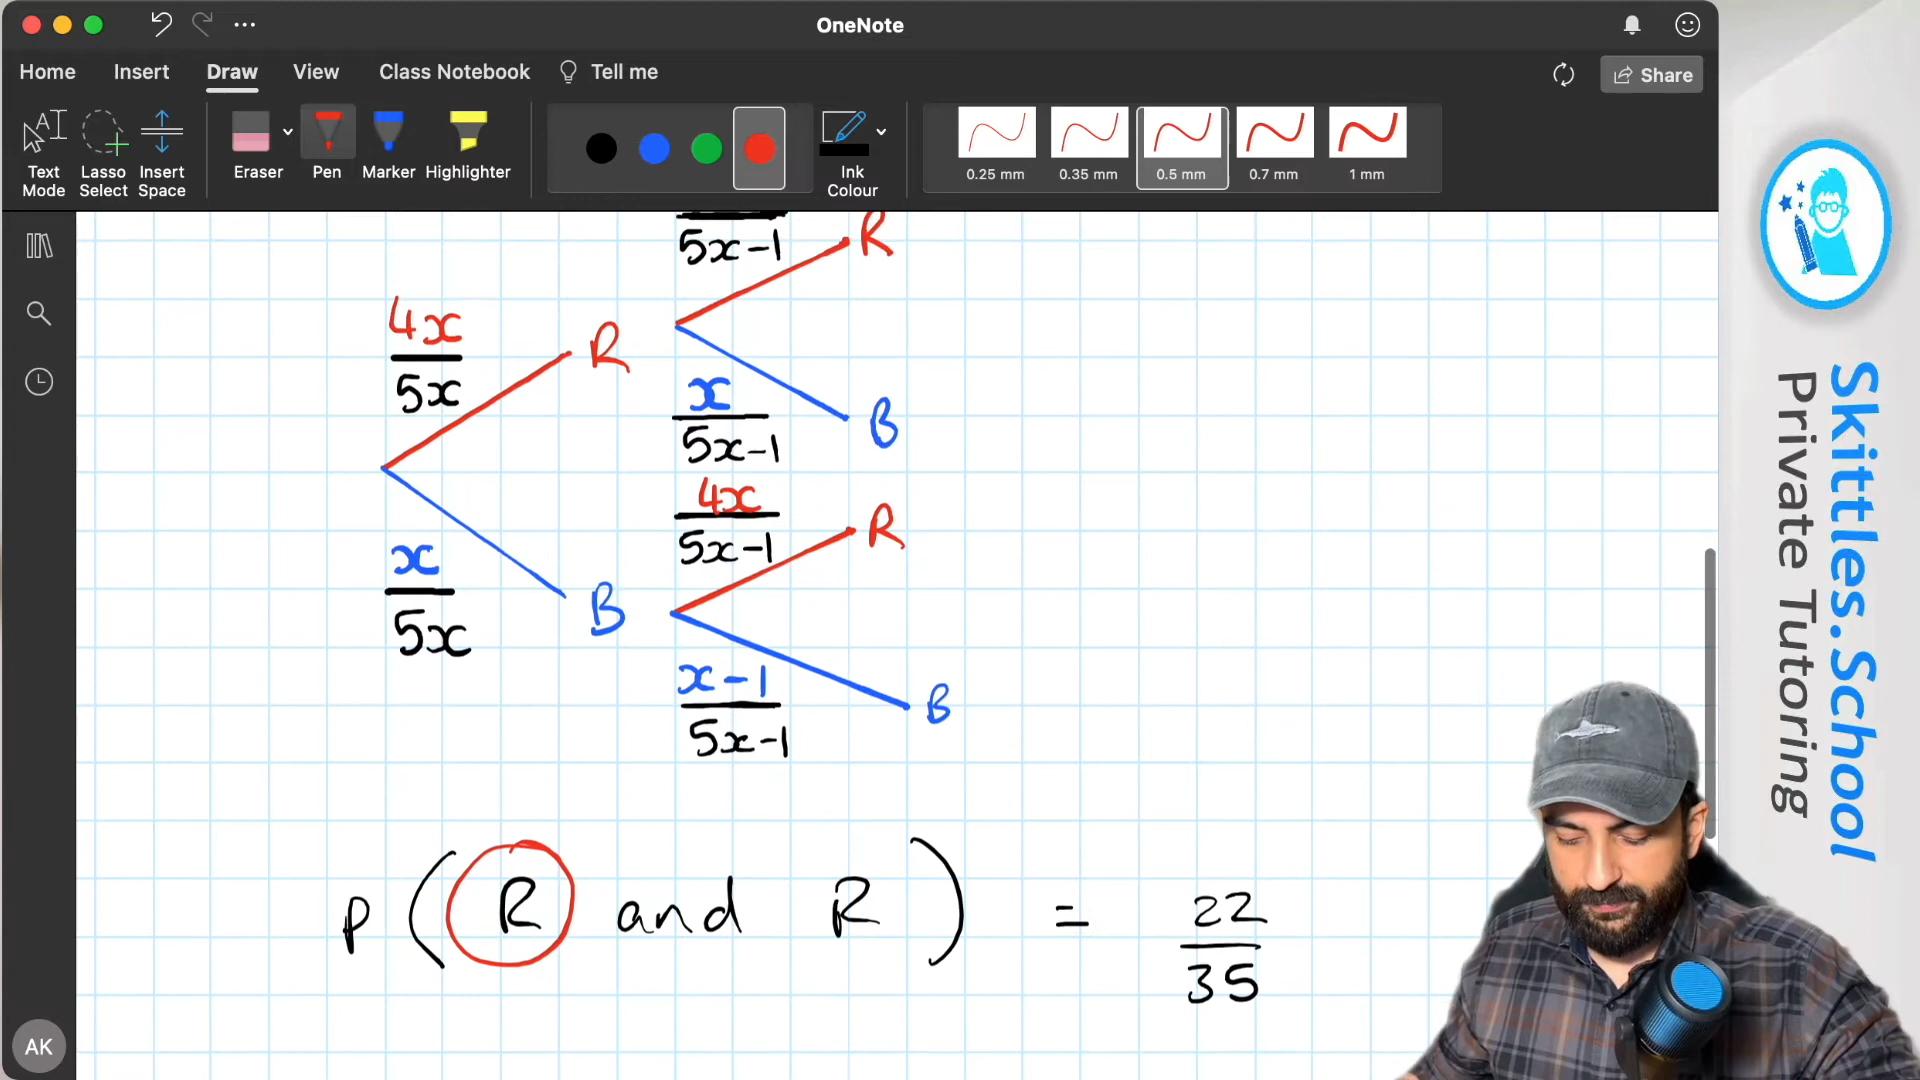 OneNote
Home Insert Draw View Class Notebook Tell me Share
Text Mode
Lasso Select
Insert Space
Eraser
Pen
Marker
Highlighter
Ink Colour
0.25 mm
0.35 mm
0.5 mm
0.7 mm
1 mm
5x-1
R
4x
5x
R
x
5x-1
B
4x
5x-1
R
x
5x
B
x-1
5x-1
B
P(R and R) = 22/35
AK
Skittles.School
Private Tutoring